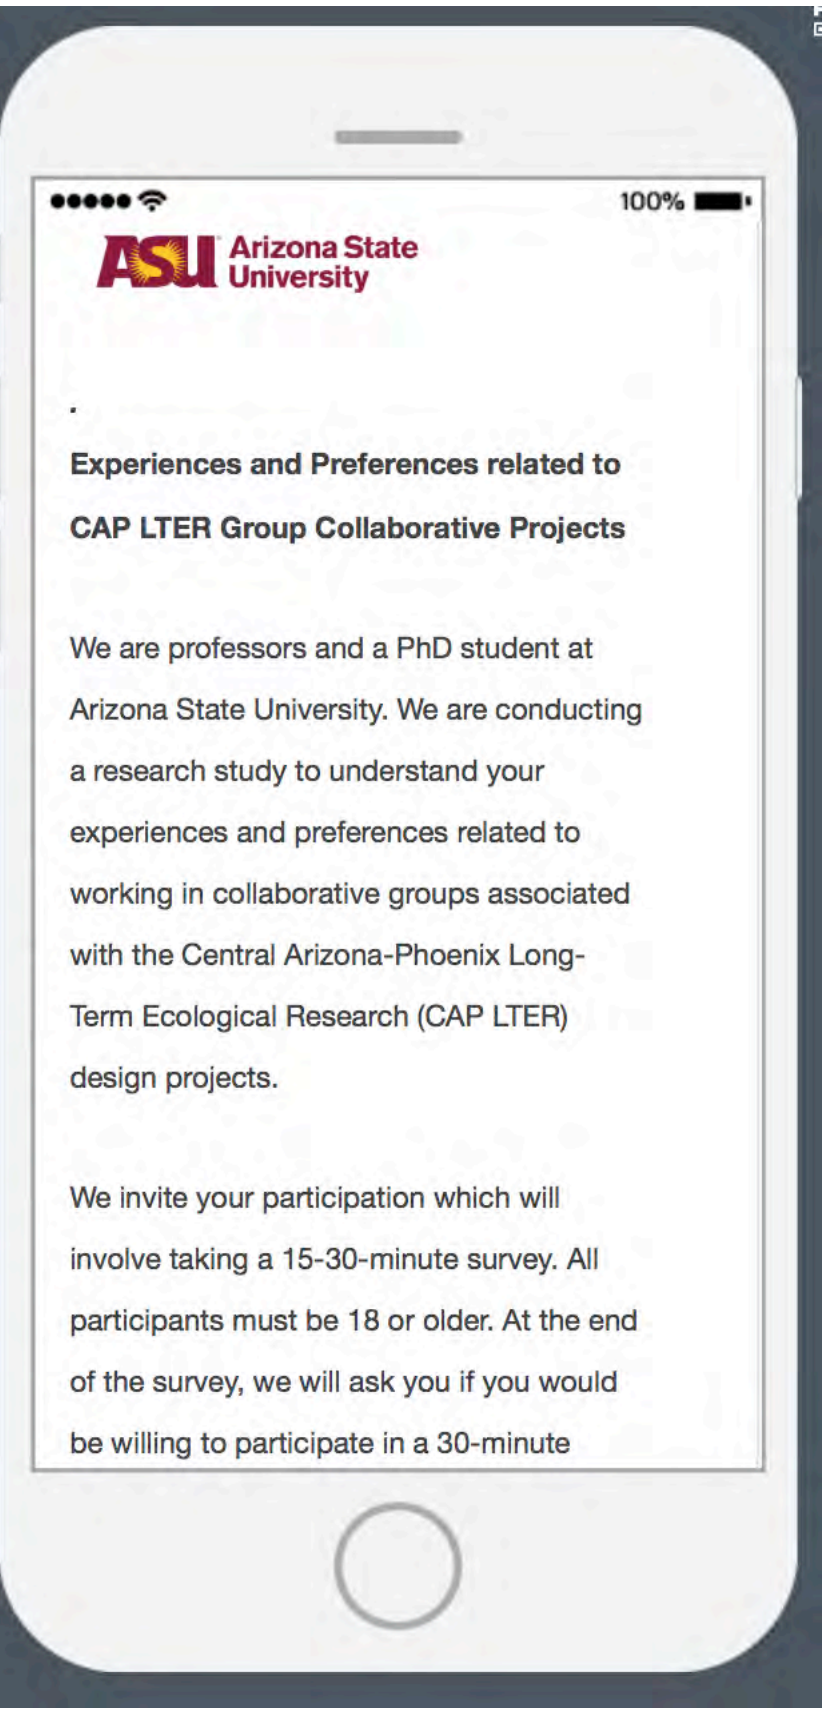 100%
ASU Arizona State
University
.
Experiences and Preferences related to
CAP LTER Group Collaborative Projects
We are professors and a PhD student at
Arizona State University. We are conducting
a research study to understand your
experiences and preferences related to
working in collaborative groups associated
with the Central Arizona-Phoenix Long-
Term Ecological Research (CAP LTER)
design projects.
We invite your participation which will
involve taking a 15-30-minute survey. All
participants must be 18 or older. At the end
of the survey, we will ask you if you would
be willing to participate in a 30-minute